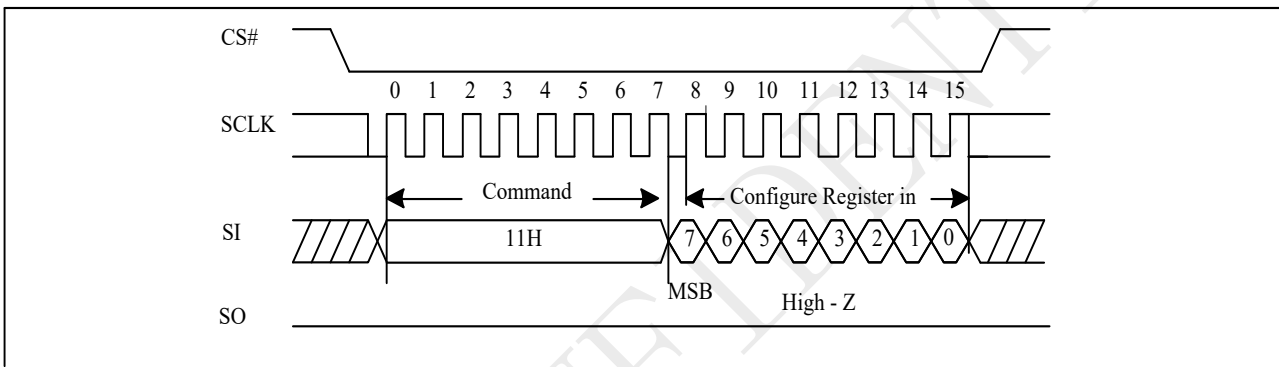 CS#
0 1 2 3 4 5 6 7 8 9 10 11 12 13 14 15
SCLK
Command Configure Register in
SI 11H 7 6 5 4 3 2 1 0
MSB High - Z
SO